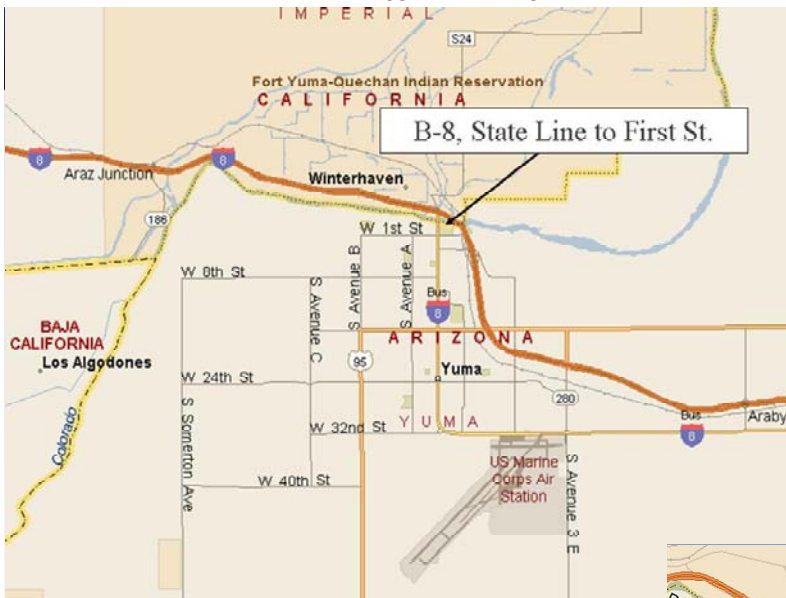 IMPERIAL
S24
Fort Yuma-Quechan Indian Reservation
CALIFORNIA
B-8, State Line to First St.
8
8
Araz Junction
Winterhaven
186
W 1st St
W 8th St
S Avenue C
S Avenue B
S Avenue A
Bus
8
BAJA
CALIFORNIA
Los Algodones
ARIZONA
95
Yuma
W 24th St
280
Bus
8
Araby
S Somerton Ave
YUMA
W 32nd St
Colorado
US Marine
Corps Air
Station
S Avenue 3 E
W 40th St